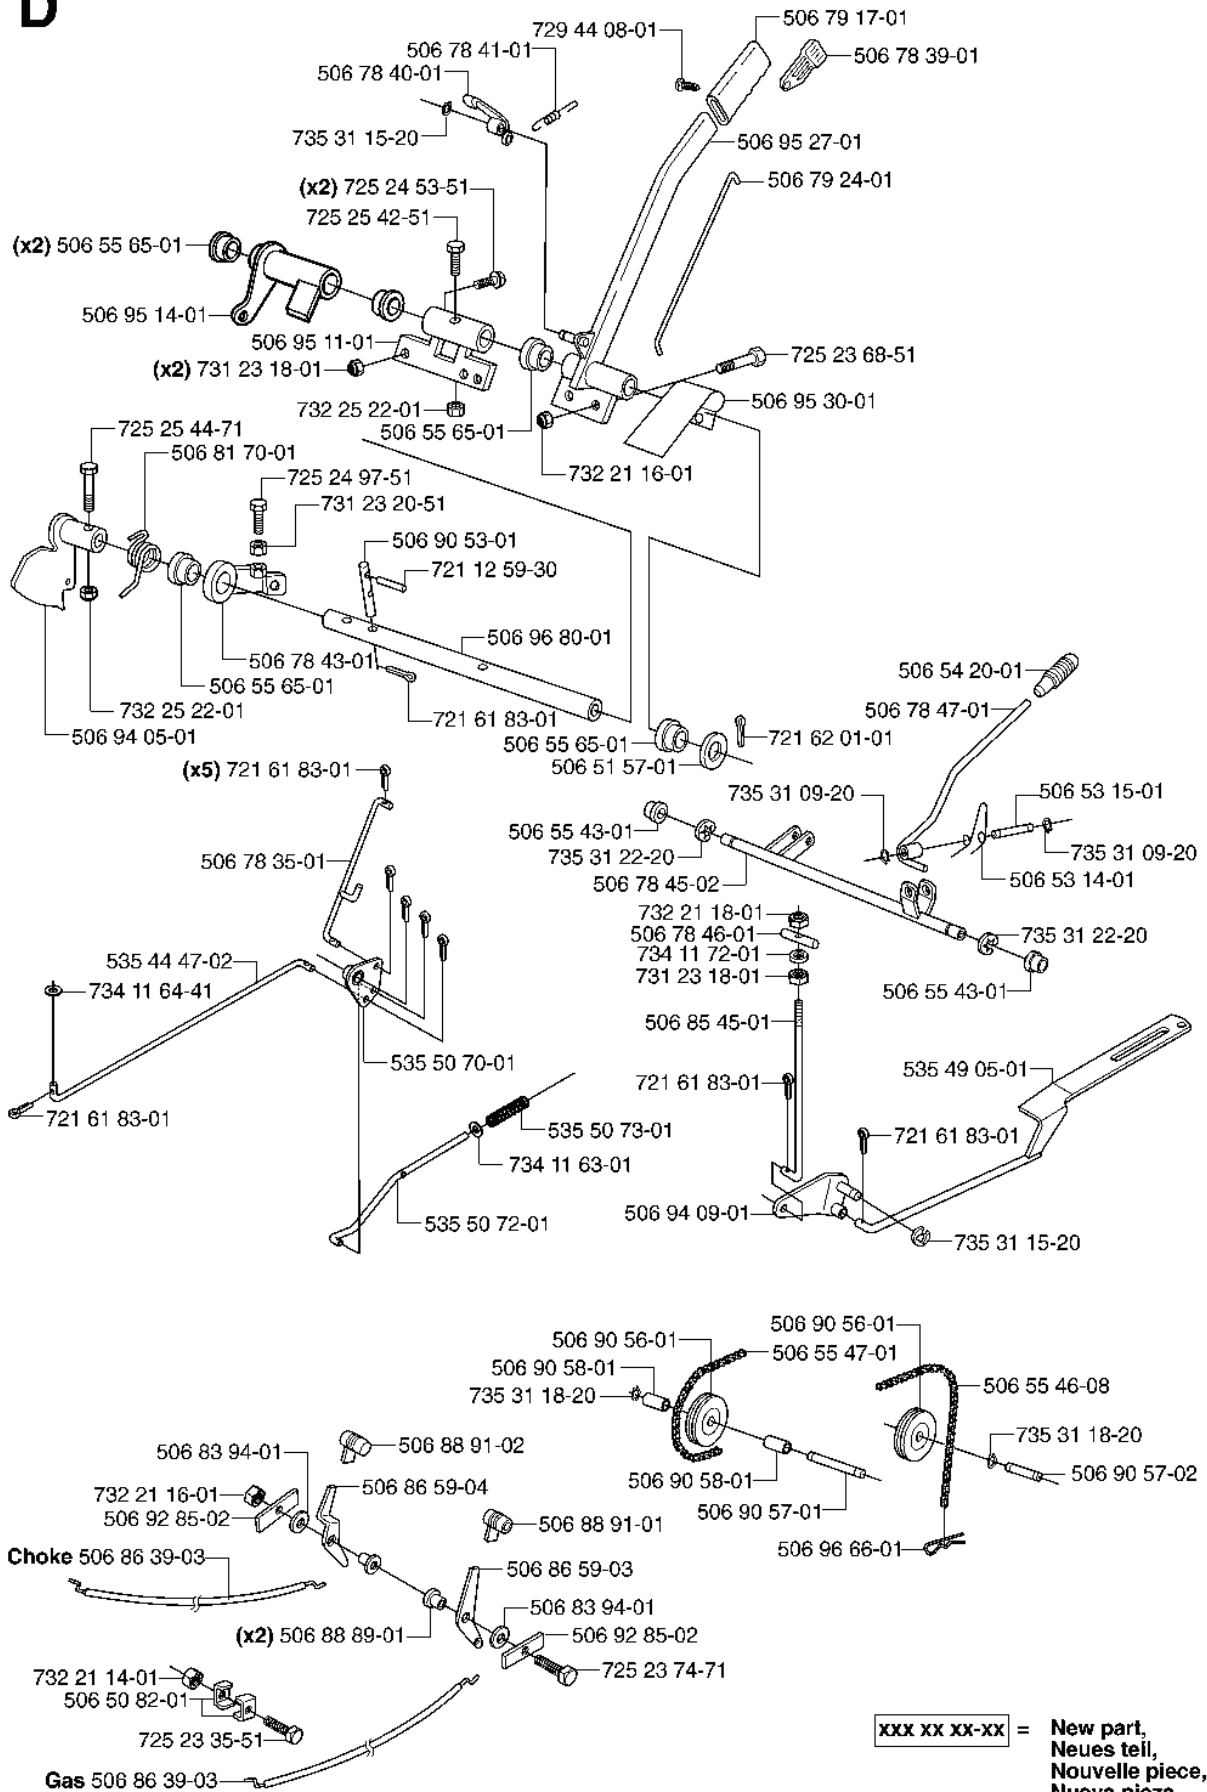 D
506 79 17-01
729 44 08-01
506 78 41-01
506 78 39-01
506 78 40-01
735 31 15-20
506 95 27-01
506 79 24-01
(x2) 725 24 53-51
725 25 42-51
(x2) 506 55 65-01
506 95 14-01
506 95 11-01
725 23 68-51
(x2) 731 23 18-01
506 95 30-01
732 25 22-01
506 55 65-01
725 25 44-71
506 81 70-01
732 21 16-01
725 24 97-51
731 23 20-51
506 90 53-01
721 12 59-30
506 96 80-01
506 78 43-01
506 54 20-01
506 55 65-01
732 25 22-01
721 61 83-01
506 78 47-01
506 94 05-01
506 55 65-01
721 62 01-01
506 51 57-01
(x5) 721 61 83-01
735 31 09-20
506 53 15-01
506 55 43-01
735 31 22-20
735 31 09-20
506 78 35-01
506 78 45-02
506 53 14-01
732 21 18-01
506 78 46-01
735 31 22-20
734 11 72-01
535 44 47-02
731 23 18-01
734 11 64-41
506 55 43-01
506 85 45-01
535 50 70-01
535 49 05-01
721 61 83-01
721 61 83-01
535 50 73-01
721 61 83-01
734 11 63-01
506 94 09-01
535 50 72-01
735 31 15-20
506 90 56-01
506 90 56-01
506 55 47-01
506 90 58-01
506 55 46-08
735 31 18-20
735 31 18-20
506 83 94-01
506 88 91-02
506 90 58-01
506 90 57-02
732 21 16-01
506 86 59-04
506 90 57-01
506 92 85-02
506 88 91-01
506 96 66-01
Choke 506 86 39-03
506 86 59-03
506 83 94-01
(x2) 506 88 89-01
506 92 85-02
732 21 14-01
725 23 74-71
506 50 82-01
725 23 35-51
Gas 506 86 39-03
xxx xx xx-xx = New part,
Neues teil,
Nouvelle piece,
Nueva pieza